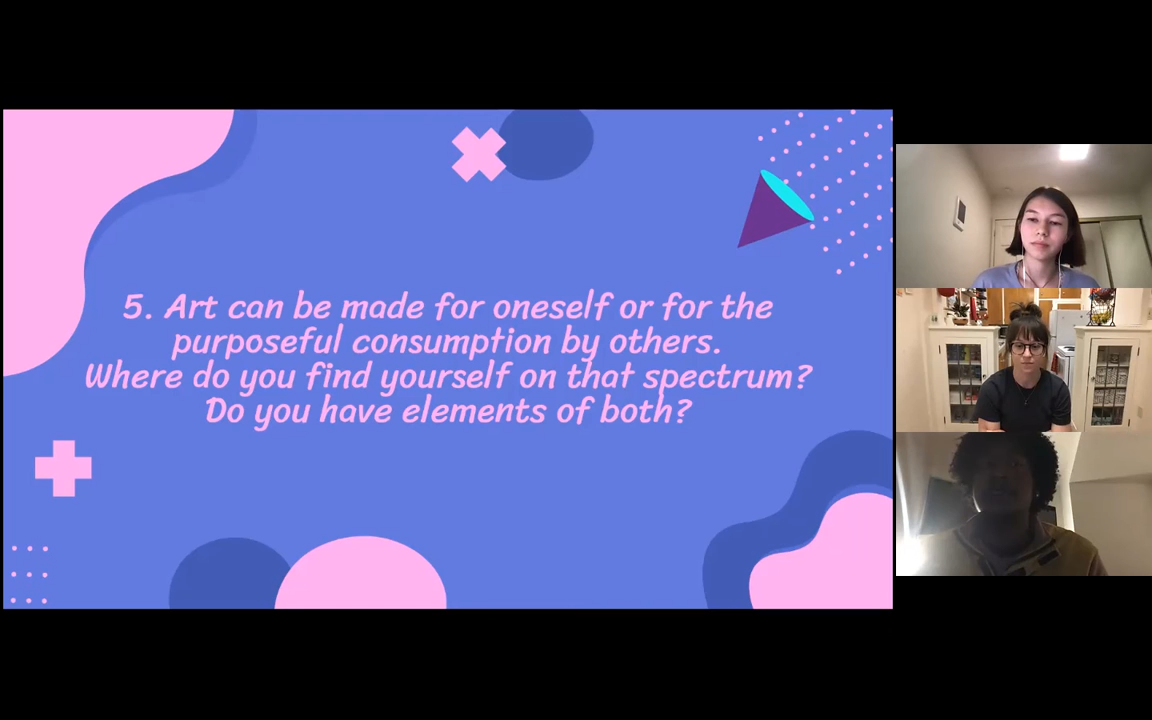 5. Art can be made for oneself or for the
purposeful consumption by others.
Where do you find yourself on that spectrum?
Do you have elements of both?